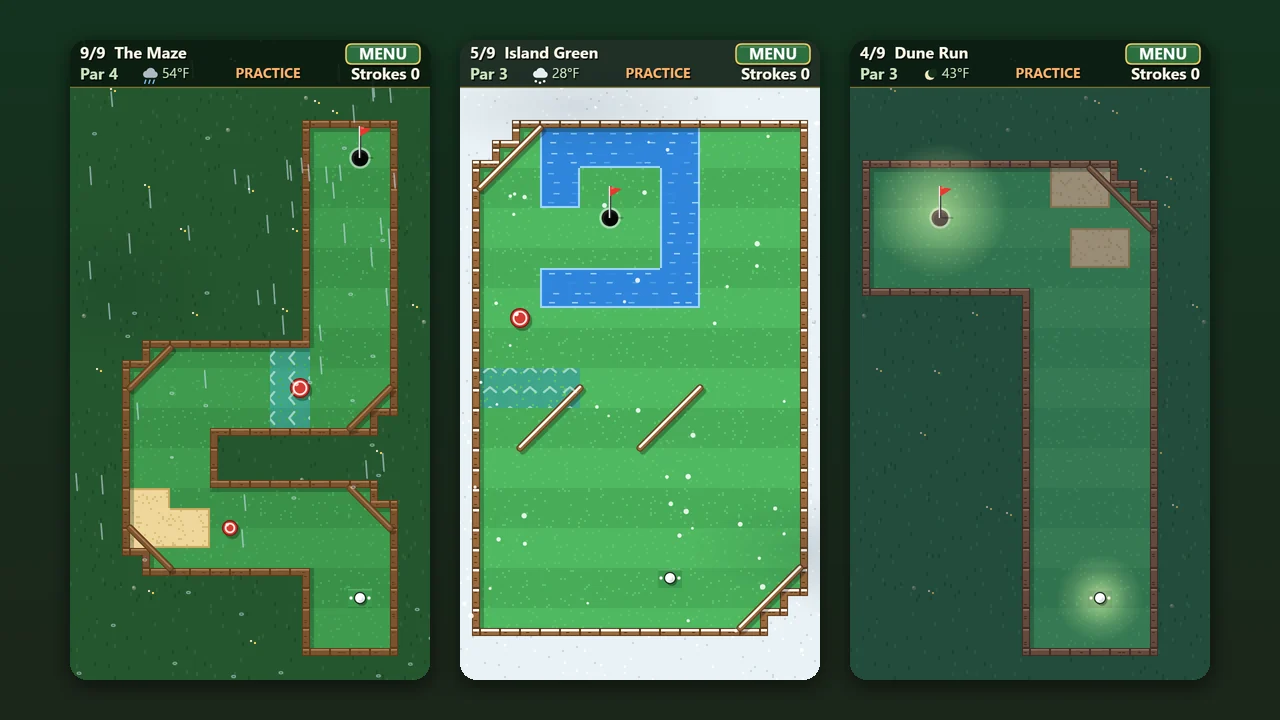 9/9 The Maze
MENU
Par 4
54°F
PRACTICE
Strokes 0
5/9 Island Green
MENU
Par 3
28°F
PRACTICE
Strokes 0
4/9 Dune Run
MENU
Par 3
43°F
PRACTICE
Strokes 0